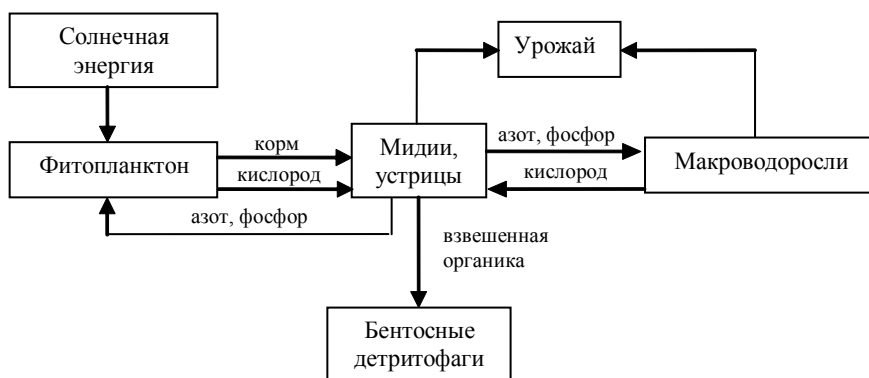 Солнечная
энергия
Урожай
Фитопланктон
корм
кислород
азот, фосфор
Мидии,
устрицы
азот, фосфор
кислород
Макроводоросли
взвешенная
органика
Бентосные
детритофаги